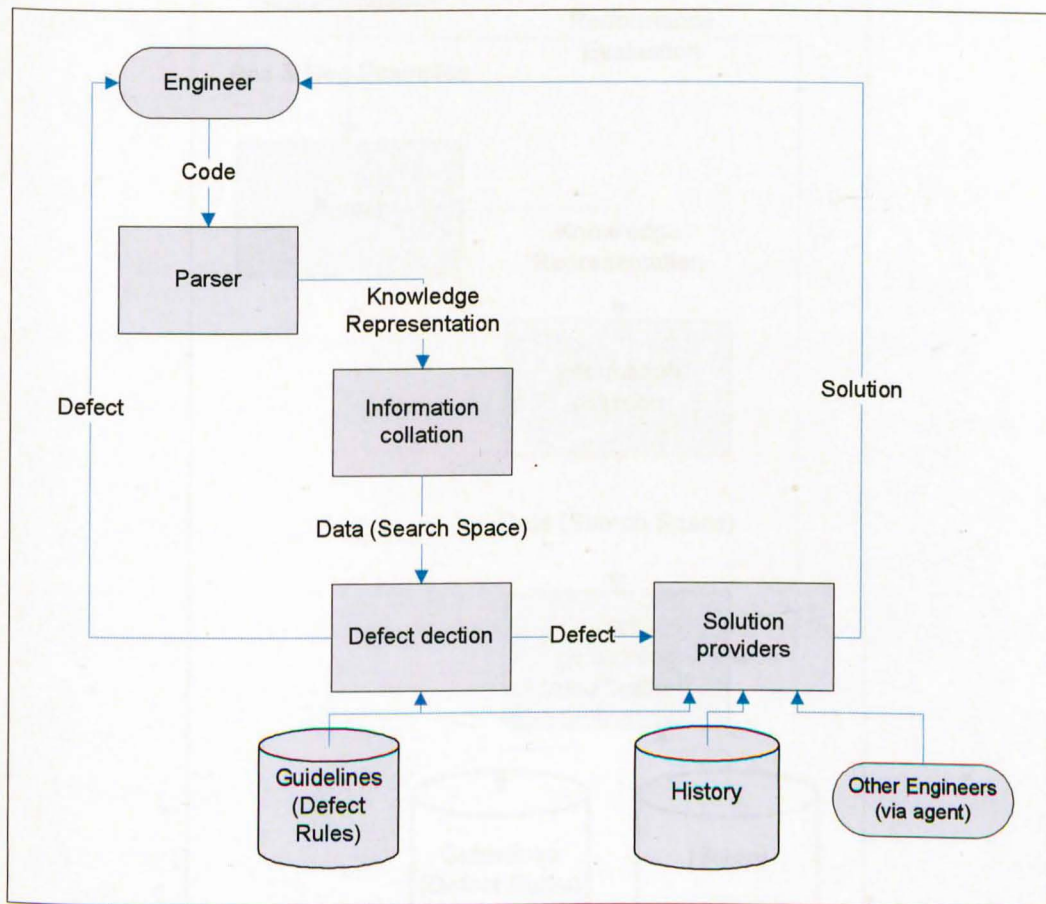 Engineer
Code
Parser
Knowledge
Representation
Defect
Information
collation
Solution
Data (Search Space)
Defect dection
Defect
Solution
providers
Guidelines
(Defect
Rules)
History
Other Engineers
(via agent)